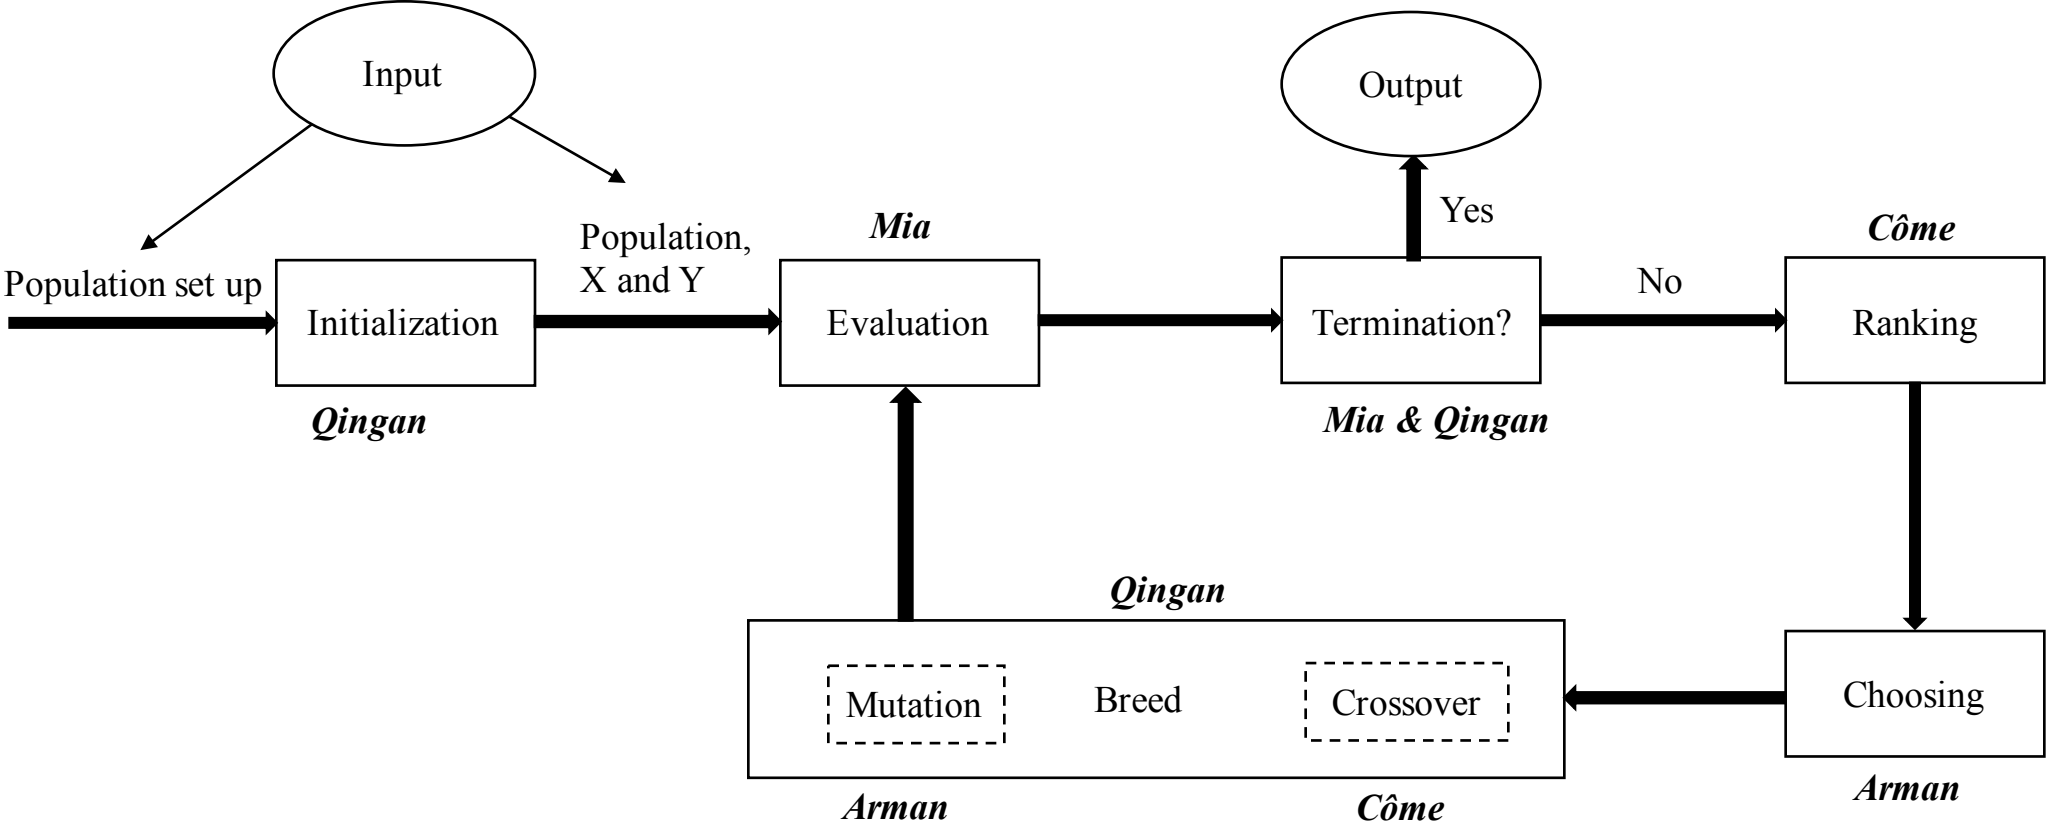 Input
Output
Yes
Mia
Côme
Population,
X and Y
Population set up
No
Initialization
Evaluation
Termination?
Ranking
Qingan
Mia & Qingan
Qingan
Mutation
Breed
Crossover
Choosing
Arman
Côme
Arman